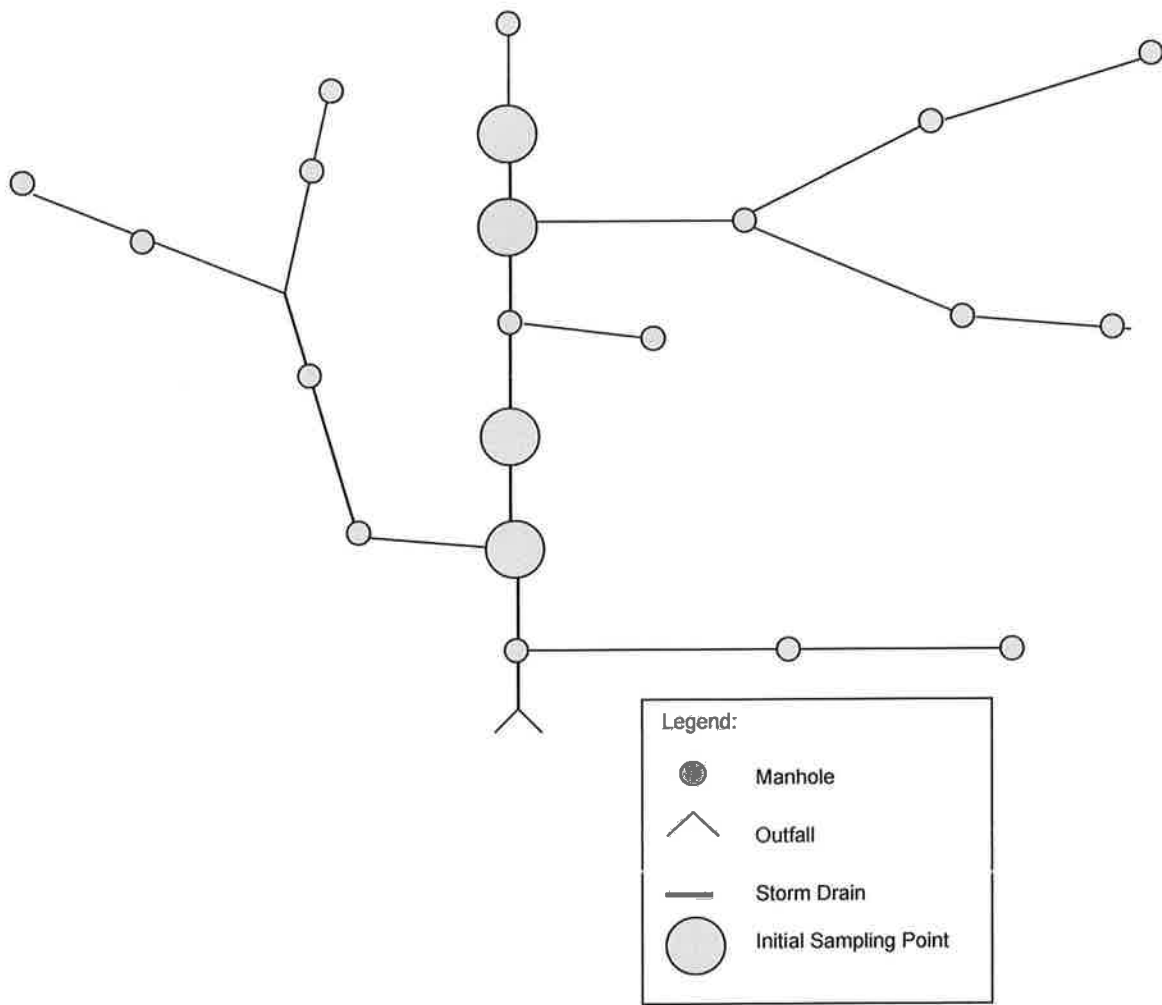 Legend:
Manhole
Outfall
Storm Drain
Initial Sampling Point